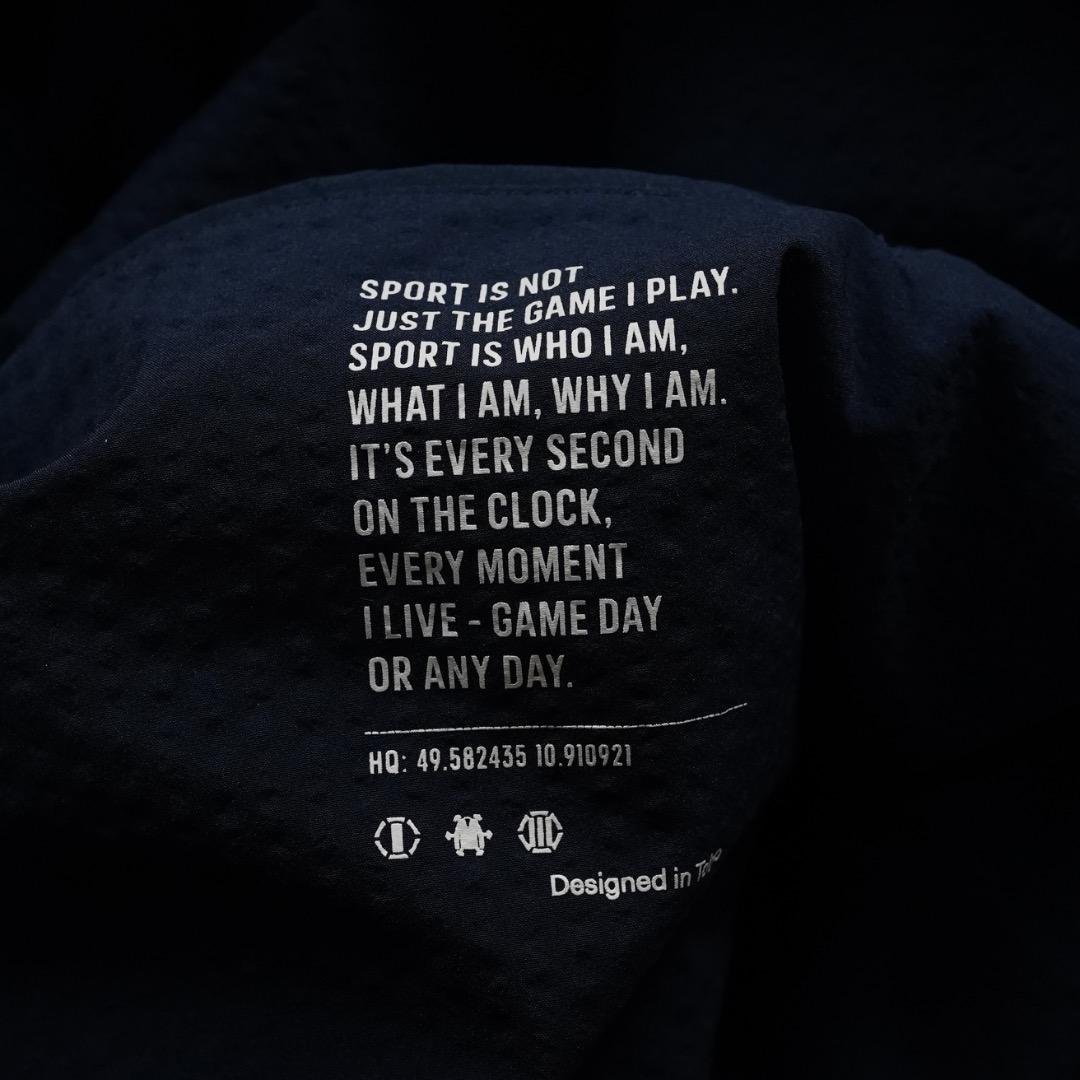 SPORT IS NOT
JUST THE GAME I PLAY.
SPORT IS WHO I AM,
WHAT I AM, WHY I AM.
IT'S EVERY SECOND
ON THE CLOCK,
EVERY MOMENT
I LIVE - GAME DAY
OR ANY DAY.
HQ: 49.582435 10.910921
Designed in